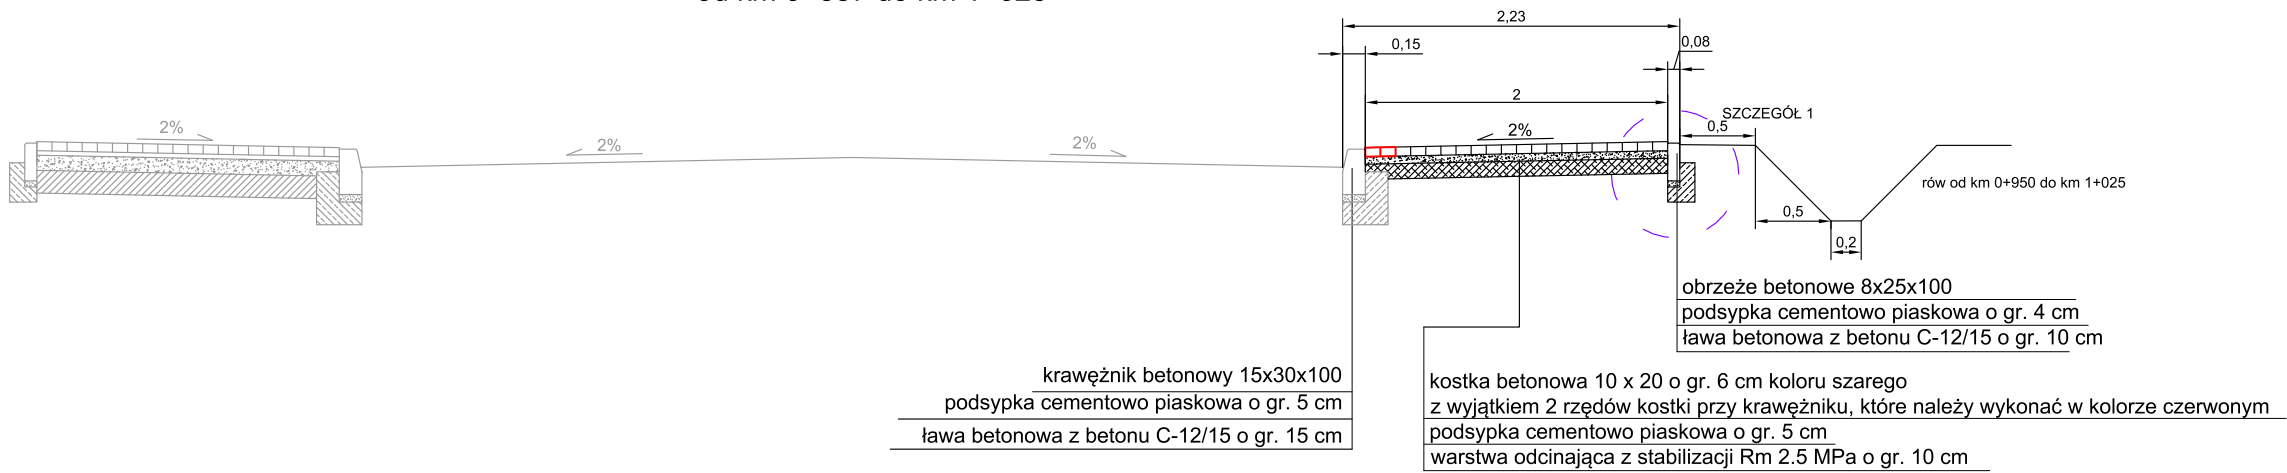 2,23
0,15
0,08
2
SZCZEGÓŁ 1
0,5
2%
2%
2%
2%
rów od km 0+950 do km 1+025
0,5
0,2
obrzeże betonowe 8x25x100
podsypka cementowo piaskowa o gr. 4 cm
ława betonowa z betonu C-12/15 o gr. 10 cm
krawężnik betonowy 15x30x100
podsypka cementowo piaskowa o gr. 5 cm
ława betonowa z betonu C-12/15 o gr. 15 cm
kostka betonowa 10 x 20 o gr. 6 cm koloru szarego
z wyjątkiem 2 rzędów kostki przy krawężniku, które należy wykonać w kolorze czerwonym
podsypka cementowo piaskowa o gr. 5 cm
warstwa odcinająca z stabilizacji Rm 2.5 MPa o gr. 10 cm